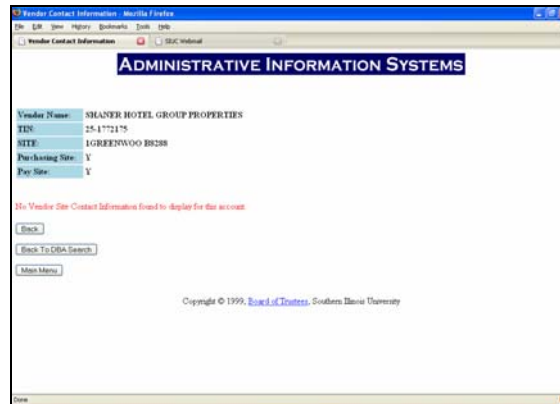 Vendor Contact Information - Mozilla Firefox
File Edit View History Bookmarks Tools Help
Vendor Contact Information SIUC Webmail
ADMINISTRATIVE INFORMATION SYSTEMS
Vendor Name: SHANER HOTEL GROUP PROPERTIES
TIN: 25-1772175
SITE: 1GREENWOO B8288
Purchasing Site: Y
Pay Site: Y
No Vendor Site Contact Information found to display for this account
Back
Back To DBA Search
Main Menu
Copyright © 1999, Board of Trustees, Southern Illinois University
Done